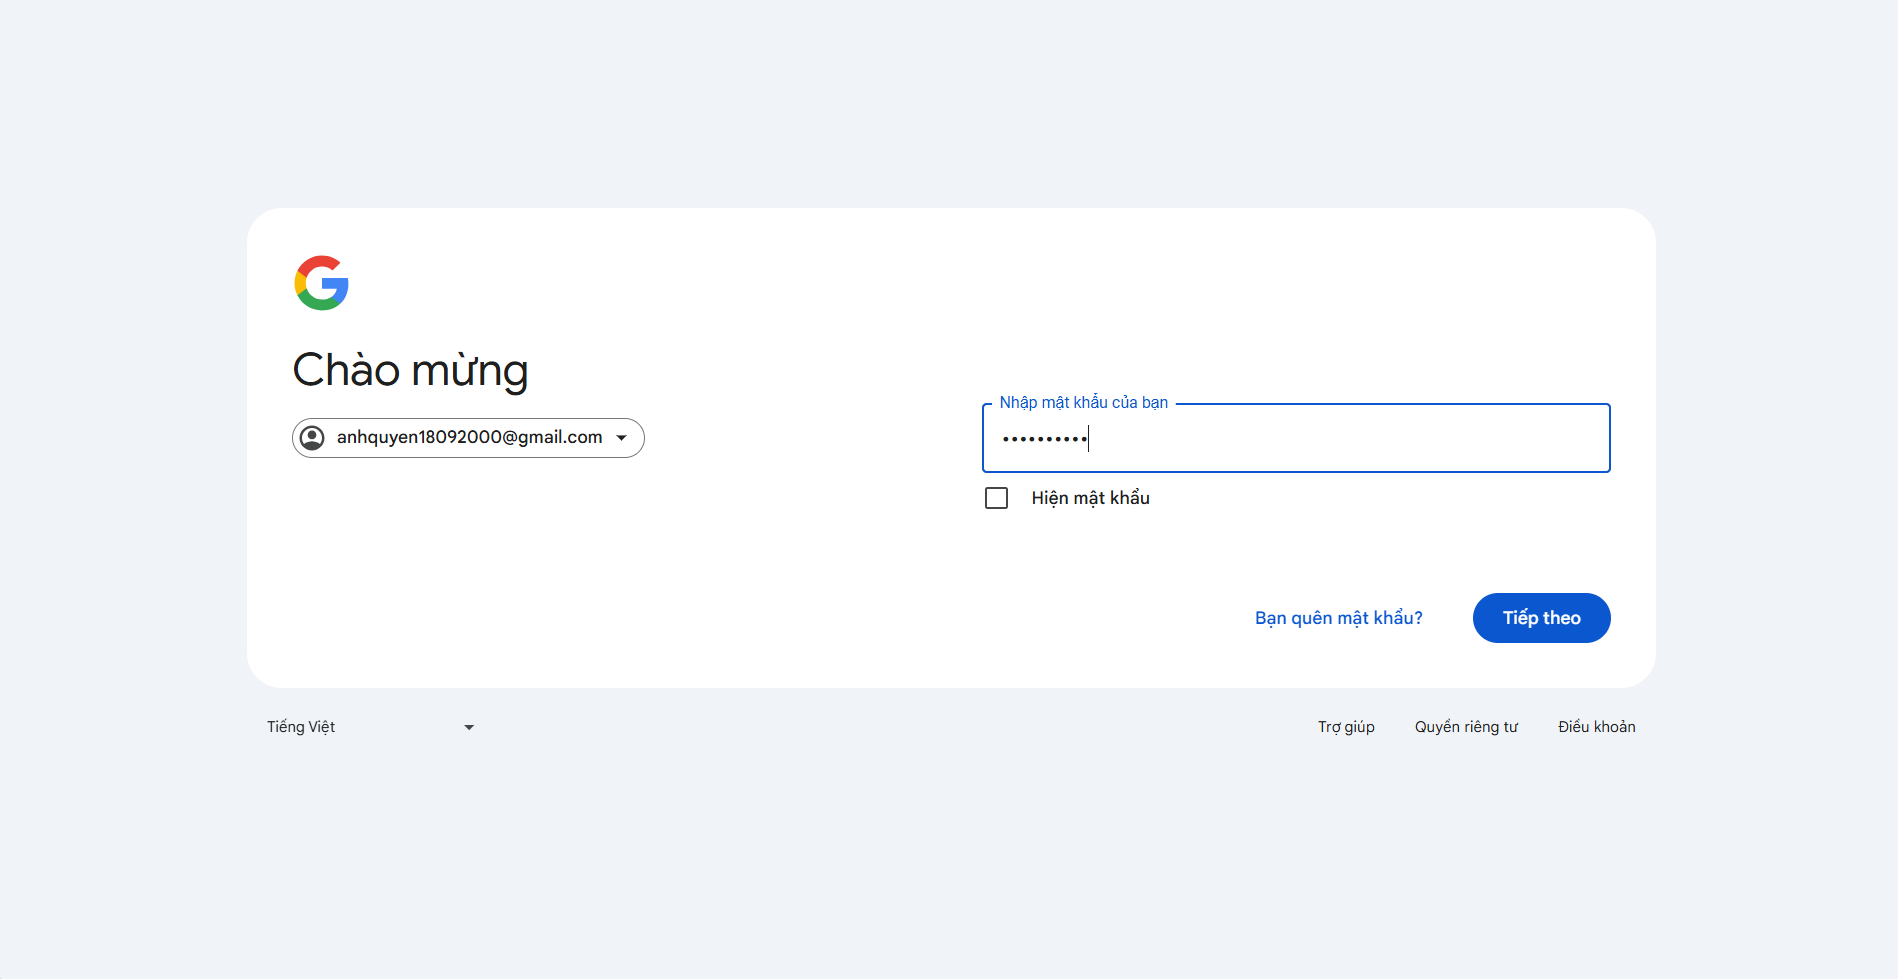 Chào mừng
anhquyen18092000@gmail.com
Nhập mật khẩu của bạn
••••••••••
Hiện mật khẩu
Bạn quên mật khẩu?
Tiếp theo
Tiếng Việt
Trợ giúp
Quyền riêng tư
Điều khoản